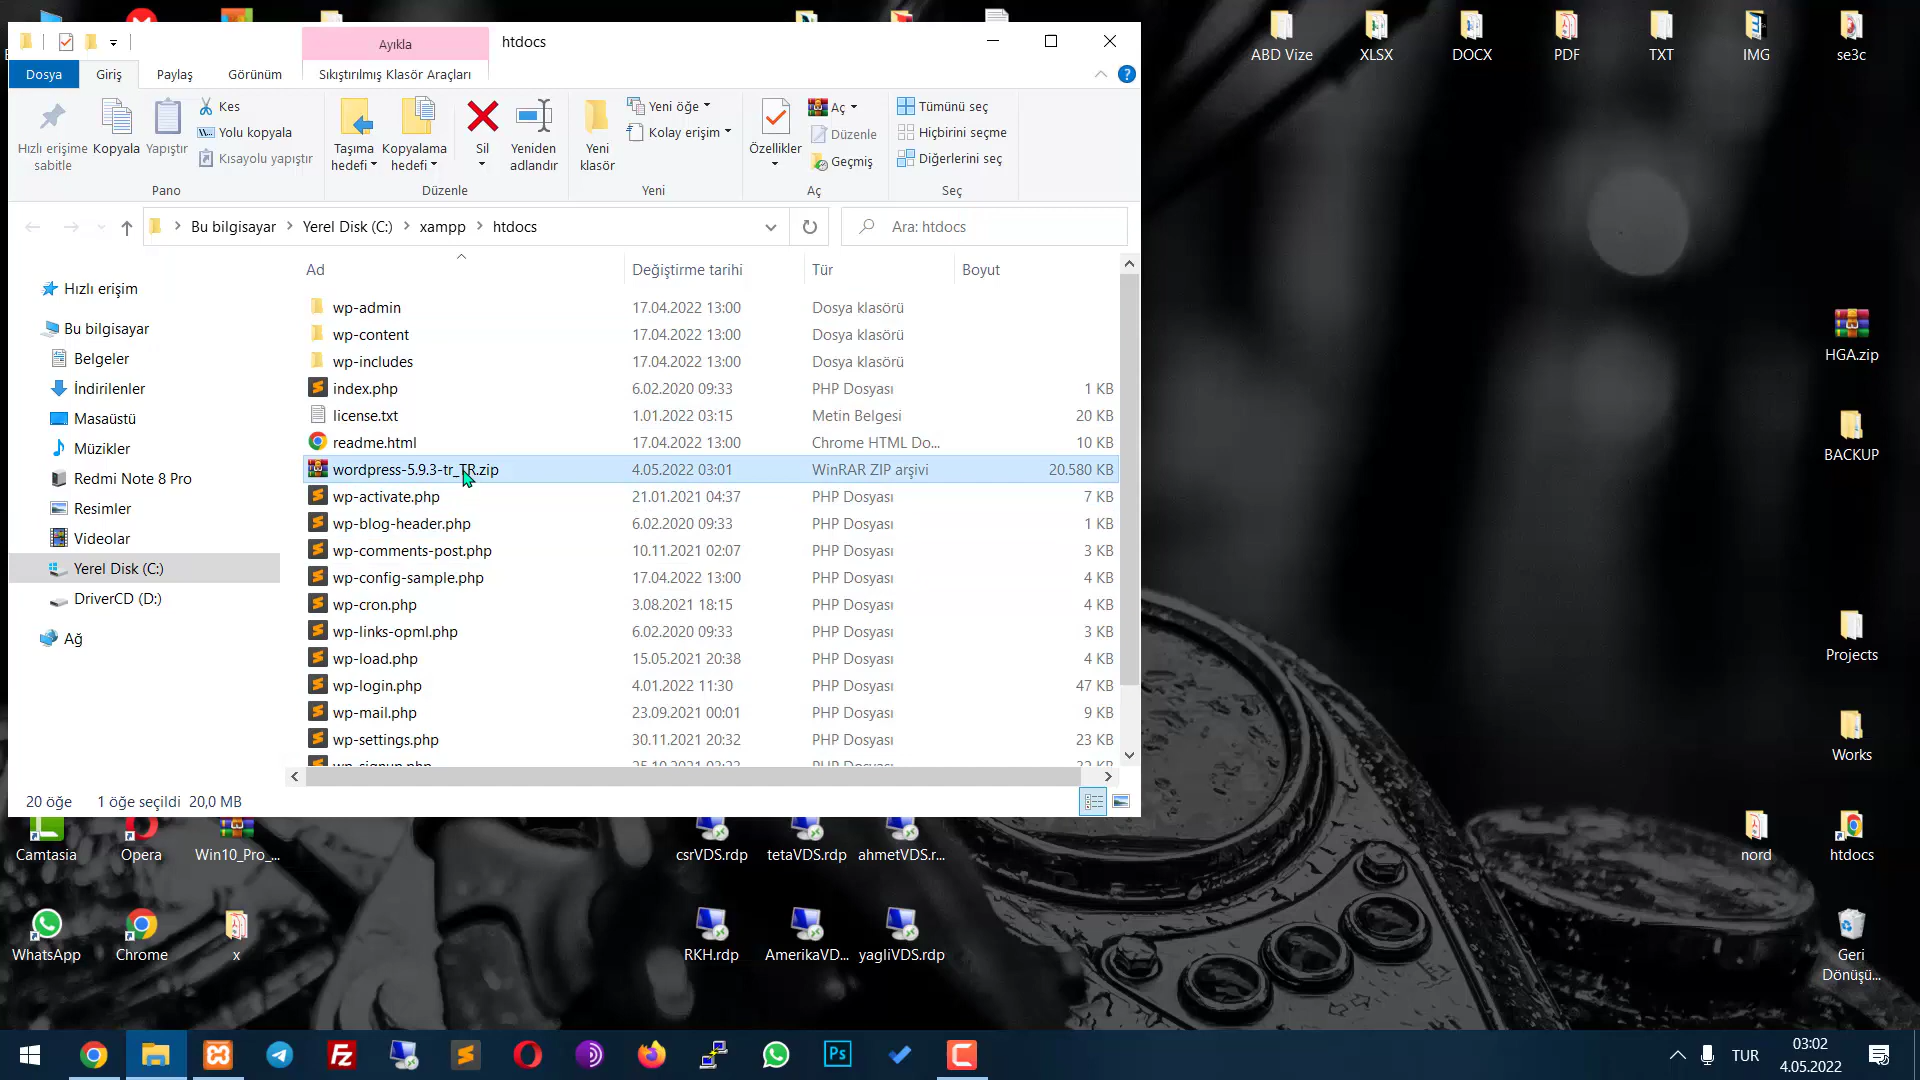 Ayıkla
htdocs
Dosya
Giriş
Paylaş
Görünüm
Sıkıştırılmış Klasör Araçları
Hızlı erişime
sabitle
Kopyala
Yapıştır
Kes
Yolu kopyala
Kısayolu yapıştır
Pano
Taşıma
hedefi
Kopyalama
hedefi
Sil
Yeniden
adlandır
Düzenle
Yeni
klasör
Yeni öğe
Kolay erişim
Yeni
Özellikler
Aç
Düzenle
Geçmiş
Aç
Tümünü seç
Hiçbirini seçme
Diğerlerini seç
Seç
Bu bilgisayar > Yerel Disk (C:) > xampp > htdocs
Ara: htdocs
Hızlı erişim
Bu bilgisayar
Belgeler
İndirilenler
Masaüstü
Müzikler
Redmi Note 8 Pro
Resimler
Videolar
Yerel Disk (C:)
DriverCD (D:)
Ağ
Ad Değiştirme tarihi Tür Boyut
wp-admin 17.04.2022 13:00 Dosya klasörü
wp-content 17.04.2022 13:00 Dosya klasörü
wp-includes 17.04.2022 13:00 Dosya klasörü
index.php 6.02.2020 09:33 PHP Dosyası 1 KB
license.txt 1.01.2022 03:15 Metin Belgesi 20 KB
readme.html 17.04.2022 13:00 Chrome HTML Do... 10 KB
wordpress-5.9.3-tr_TR.zip 4.05.2022 03:01 WinRAR ZIP arşivi 20.580 KB
wp-activate.php 21.01.2021 04:37 PHP Dosyası 7 KB
wp-blog-header.php 6.02.2020 09:33 PHP Dosyası 1 KB
wp-comments-post.php 10.11.2021 02:07 PHP Dosyası 3 KB
wp-config-sample.php 17.04.2022 13:00 PHP Dosyası 4 KB
wp-cron.php 3.08.2021 18:15 PHP Dosyası 4 KB
wp-links-opml.php 6.02.2020 09:33 PHP Dosyası 3 KB
wp-load.php 15.05.2021 20:38 PHP Dosyası 4 KB
wp-login.php 4.01.2022 11:30 PHP Dosyası 47 KB
wp-mail.php 23.09.2021 00:01 PHP Dosyası 9 KB
wp-settings.php 30.11.2021 20:32 PHP Dosyası 23 KB
20 öğe 1 öğe seçildi 20,0 MB
ABD Vize
XLSX
DOCX
PDF
TXT
IMG
se3c
HGA.zip
BACKUP
Projects
Works
nord
htdocs
Geri
Dönüşü...
Camtasia
Opera
Win10_Pro_...
csrVDS.rdp
tetaVDS.rdp
ahmetVDS.r...
WhatsApp
Chrome
x
RKH.rdp
AmerikaVD...
yagliVDS.rdp
Fz
Ps
TUR
03:02
4.05.2022